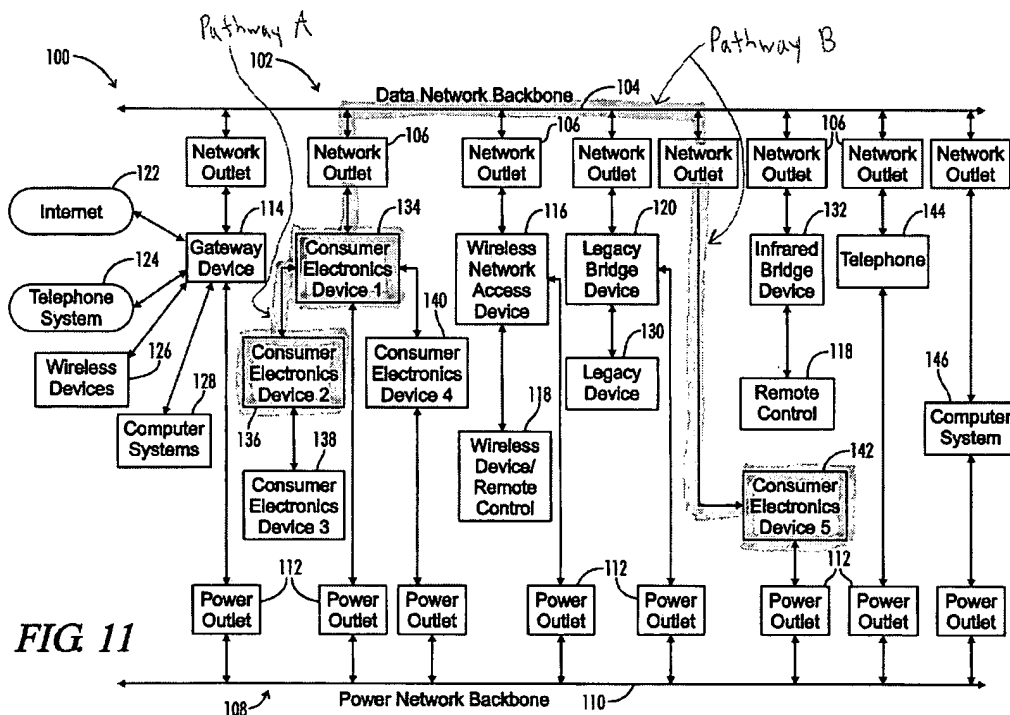 Pathway A
Pathway B
100
102
Data Network Backbone
104
Network
Outlet
Network
Outlet
106
Network
Outlet
106
Network
Outlet
Network
Outlet
Network
Outlet
106
Network
Outlet
Network
Outlet
122
Internet
114
Gateway
Device
124
Telephone
System
Wireless
Devices
126
128
Computer
Systems
134
Consumer
Electronics
Device 1
Consumer
Electronics
Device 2
136
138
Consumer
Electronics
Device 3
140
Consumer
Electronics
Device 4
116
Wireless
Network
Access
Device
118
Wireless
Device/
Remote
Control
120
Legacy
Bridge
Device
130
Legacy
Device
132
Infrared
Bridge
Device
118
Remote
Control
144
Telephone
146
Computer
System
142
Consumer
Electronics
Device 5
112
Power
Outlet
Power
Outlet
Power
Outlet
112
Power
Outlet
Power
Outlet
112
Power
Outlet
Power
Outlet
Power
Outlet
FIG. 11
108
Power Network Backbone
110